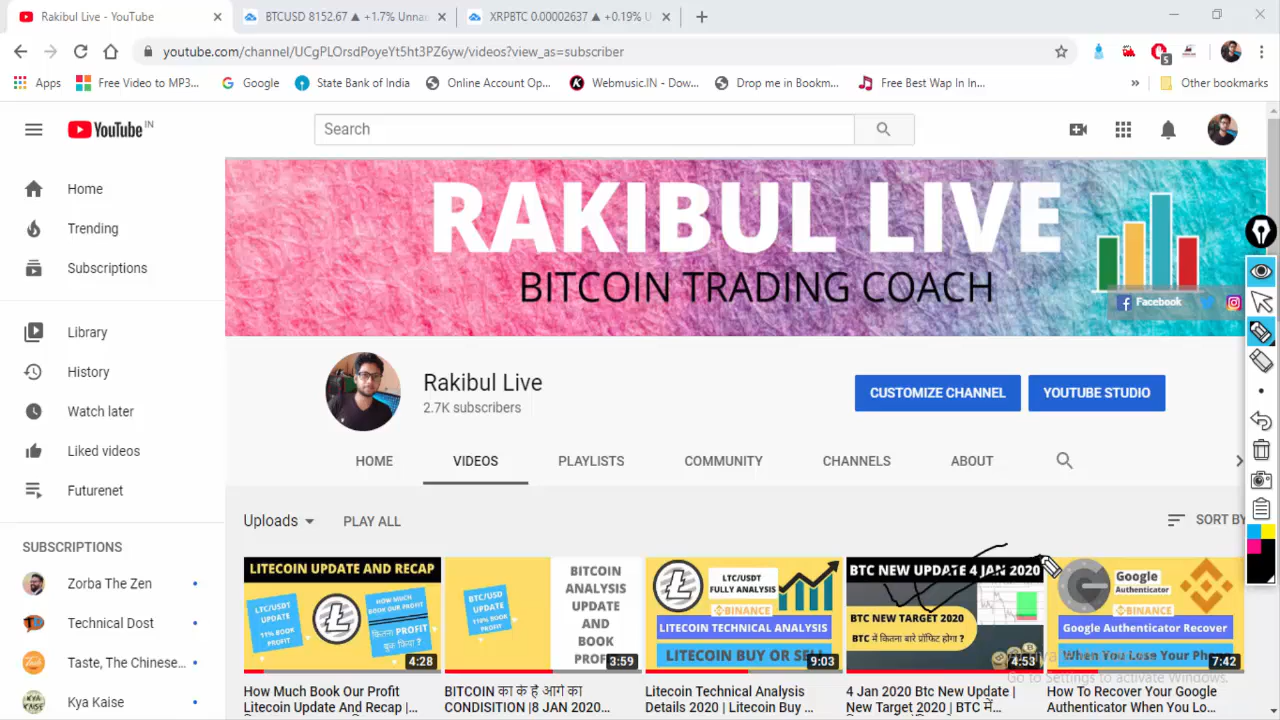 Rakibul Live - YouTube
BTCUSD 8152.67 ▲ +1.7% Unna
XRPBTC 0.00002637 ▲ +0.19% U
youtube.com/channel/UCgPLOrsdPoyeYt5ht3PZ6yw/videos?view_as=subscriber
Apps
Free Video to MP3...
Google
State Bank of India
Online Account Op...
Webmusic.IN - Dow...
Drop me in Bookm...
Free Best Wap In In...
Other bookmarks
YouTube IN
Search
Home
Trending
Subscriptions
Library
History
Watch later
Liked videos
Futurenet
SUBSCRIPTIONS
Zorba The Zen
Technical Dost
Taste, The Chinese...
Kya Kaise
RAKIBUL LIVE
BITCOIN TRADING COACH
Facebook
Rakibul Live
2.7K subscribers
CUSTOMIZE CHANNEL
YOUTUBE STUDIO
HOME
VIDEOS
PLAYLISTS
COMMUNITY
CHANNELS
ABOUT
Uploads
PLAY ALL
SORT BY
LITECOIN UPDATE AND RECAP
LTC/USDT
UPDATE
111% BOOK
PROFIT
HOW MUCH
BOOK OUR PROFIT
कितना PROFIT
बुक किया ?
4:28
How Much Book Our Profit
Litecoin Update And Recap |...
BTC/USD
UPDATE
110% BOOK
PROFIT
BITCOIN
ANALYSIS
UPDATE
AND
BOOK
PROF
3:59
BITCOIN का के है आगे का
CONDISITION |8 JAN 2020...
LTC/USDT
FULLY ANALYSIS
BINANCE
LITECOIN TECHNICAL ANALYSIS
LITECOIN BUY OR SELL
9:03
Litecoin Technical Analysis
Details 2020 | Litecoin Buy ...
BTC NEW UPDATE 4 JAN 2020
BTC NEW TARGET 2020
BTC में कितना बारे प्रॉफिट होगा ?
4:53
4 Jan 2020 Btc New Update |
New Target 2020 | BTC में...
Google
Authenticator
BINANCE
Google Authenticator Recover
When You Lose Your Ph
7:42
How To Recover Your Google
Authenticator When You Lo...
Go to Settings to activate Windows.
5